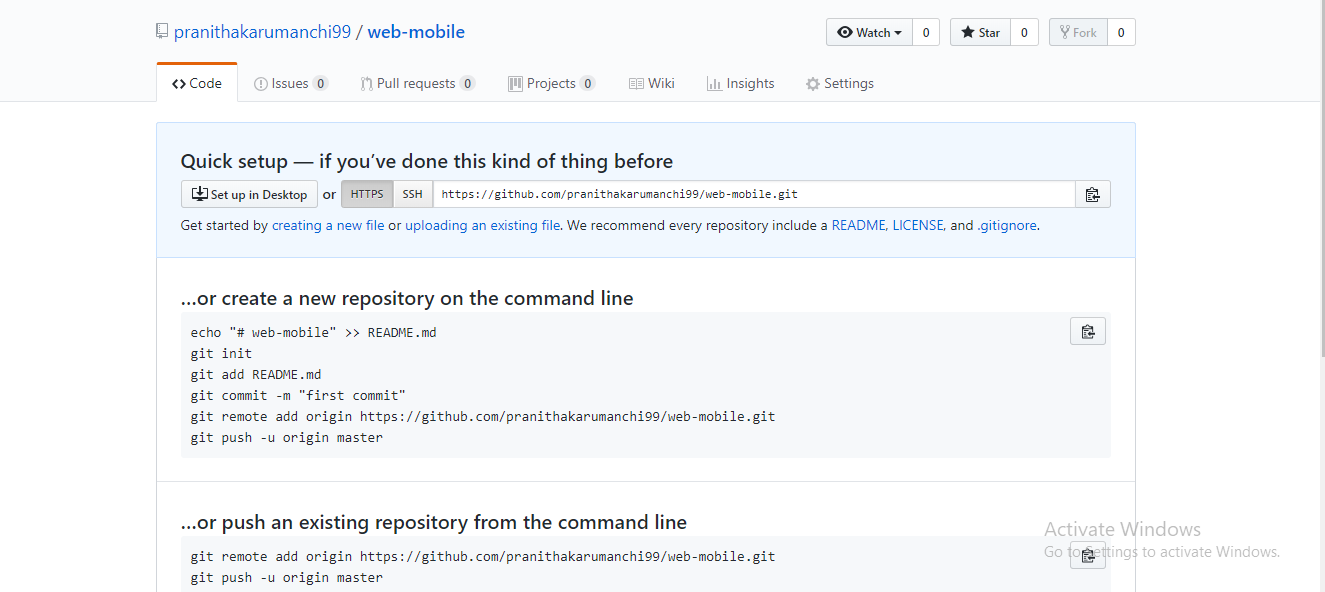 pranithakarumanchi99 / web-mobile
Watch 0 Star 0 Fork 0
Code Issues 0 Pull requests 0 Projects 0 Wiki Insights Settings
Quick setup — if you’ve done this kind of thing before
Set up in Desktop or HTTPS SSH https://github.com/pranithakarumanchi99/web-mobile.git
Get started by creating a new file or uploading an existing file. We recommend every repository include a README, LICENSE, and .gitignore.
…or create a new repository on the command line
echo "# web-mobile" >> README.md
git init
git add README.md
git commit -m "first commit"
git remote add origin https://github.com/pranithakarumanchi99/web-mobile.git
git push -u origin master
…or push an existing repository from the command line
git remote add origin https://github.com/pranithakarumanchi99/web-mobile.git
git push -u origin master
Activate Windows
Go to Settings to activate Windows.